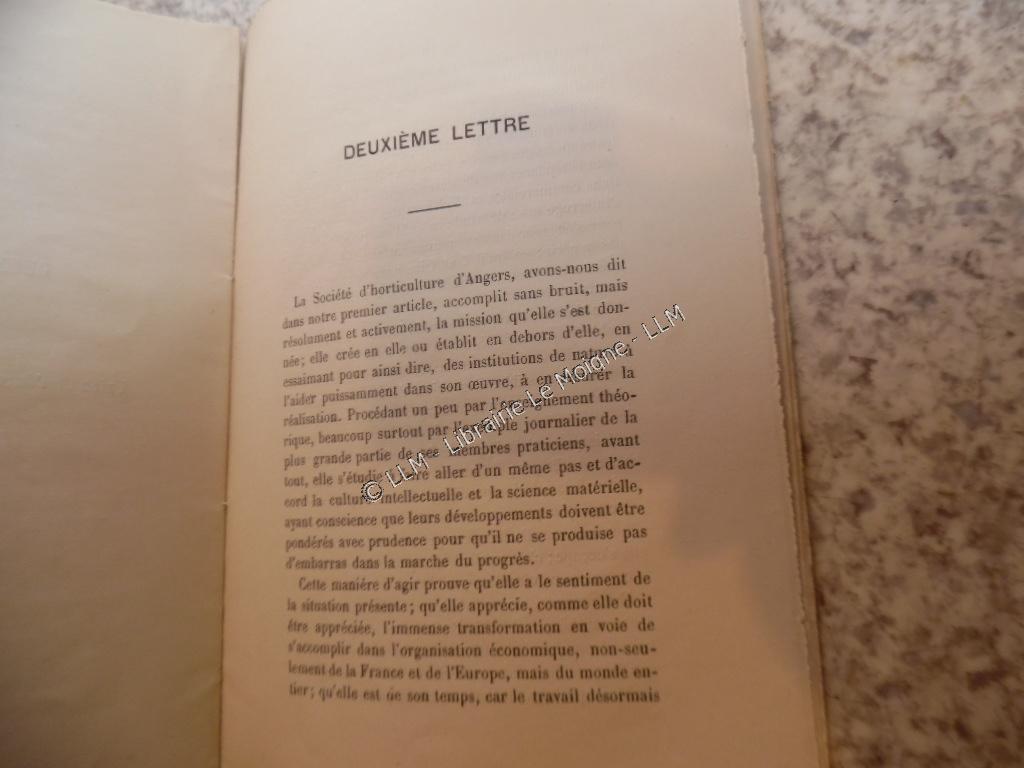 DEUXIÈME LETTRE
La Société d'horticulture d'Angers, avons-nous dit
dans notre premier article, accomplit sans bruit, mais
résolument et activement, la mission qu'elle s'est don-
née; elle crée en elle ou établit en dehors d'elle, en
essaimant pour ainsi dire, des institutions de nature à
l'aider puissamment dans son œuvre, à en assurer la
réalisation. Procédant un peu par l'enseignement théo-
rique, beaucoup surtout par l'exemple journalier de la
plus grande partie de ses membres praticiens, avant
tout, elle s'étudie à faire aller d'un même pas et d'ac-
cord la culture intellectuelle et la science matérielle,
ayant conscience que leurs développements doivent être
pondérés avec prudence pour qu'il ne se produise pas
d'embarras dans la marche du progrès.
Cette manière d'agir prouve qu'elle a le sentiment de
la situation présente; qu'elle apprécie, comme elle doit
être appréciée, l'immense transformation en voie de
s'accomplir dans l'organisation économique, non-seu-
lement de la France et de l'Europe, mais du monde en-
tier; qu'elle est de son temps, car le travail désormais
© LLM - Librairie Le Moigne - LLM